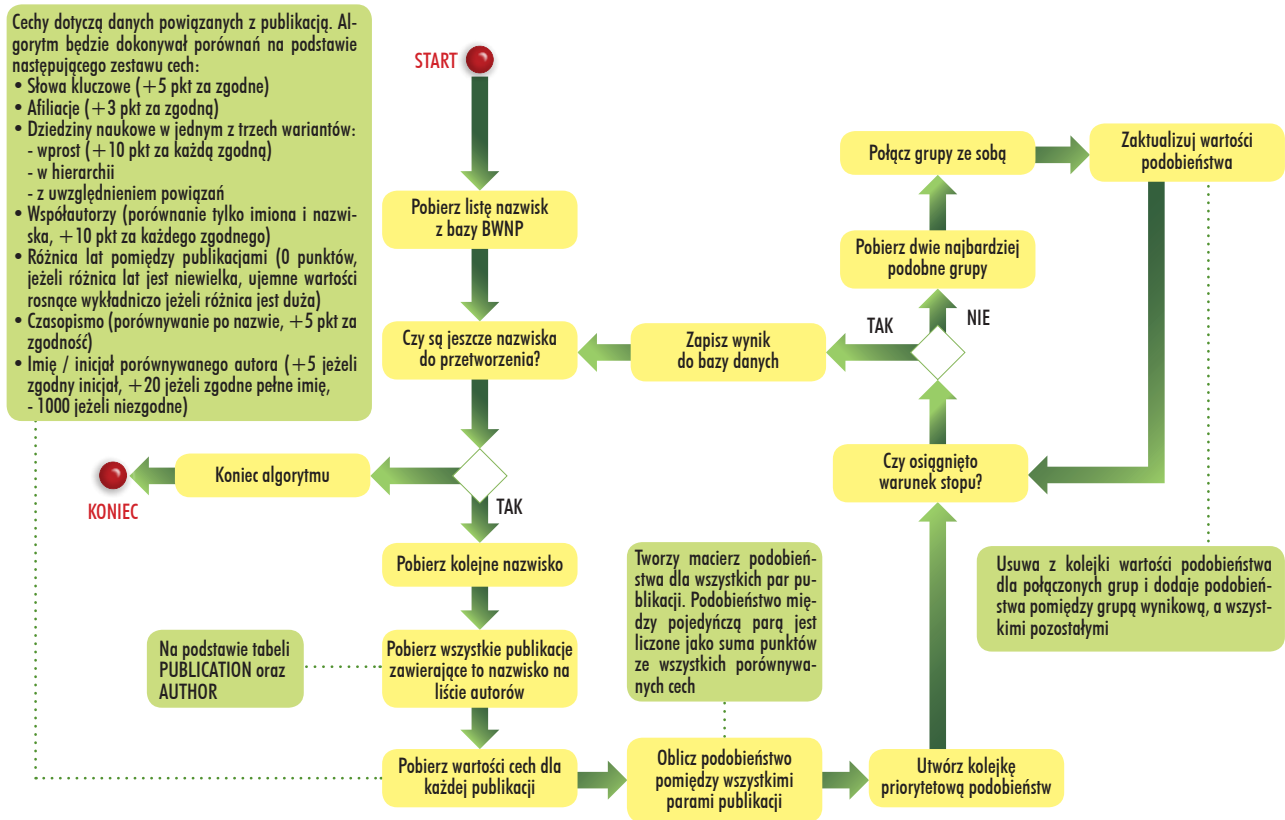 Cechy dotyczą danych powiązanych z publikacją. Al-
gorytm będzie dokonywał porównań na podstawie
następującego zestawu cech:
• Słowa kluczowe (+5 pkt za zgodne)
• Afiliacje (+3 pkt za zgodną)
• Dziedziny naukowe w jednym z trzech wariantów:
- wprost (+10 pkt za każdą zgodną)
- w hierarchii
- z uwzględnieniem powiązań
• Współautorzy (porównanie tylko imiona i nazwi-
ska, +10 pkt za każdego zgodnego)
• Różnica lat pomiędzy publikacjami (0 punktów,
jeżeli różnica lat jest niewielka, ujemne wartości
rosnące wykładniczo jeżeli różnica jest duża)
• Czasopismo (porównywanie po nazwie, +5 pkt za
zgodność)
• Imię / inicjał porównywanego autora (+5 jeżeli
zgodny inicjał, +20 jeżeli zgodne pełne imię,
- 1000 jeżeli niezgodne)
START
Pobierz listę nazwisk
z bazy BWNP
Czy są jeszcze nazwiska
do przetworzenia?
Koniec algorytmu
KONIEC
TAK
Pobierz kolejne nazwisko
Na podstawie tabeli
PUBLICATION oraz
AUTHOR
Pobierz wszystkie publikacje
zawierające to nazwisko na
liście autorów
Pobierz wartości cech dla
każdej publikacji
Tworzy macierz podobień-
stwa dla wszystkich par pu-
blikacji. Podobieństwo mię-
dzy pojedyńczą parą jest
liczone jako suma punktów
ze wszystkich porównywa-
nych cech
Oblicz podobieństwo
pomiędzy wszystkimi
parami publikacji
Utwórz kolejkę
priorytetową podobieństw
Czy osiągnięto
warunek stopu?
TAK
NIE
Zapisz wynik
do bazy danych
Pobierz dwie najbardziej
podobne grupy
Połącz grupy ze sobą
Zaktualizuj wartości
podobieństwa
Usuwa z kolejki wartości podobieństwa
dla połączonych grup i dodaje podobień-
stwa pomiędzy grupą wynikową, a wszyst-
kimi pozostałymi